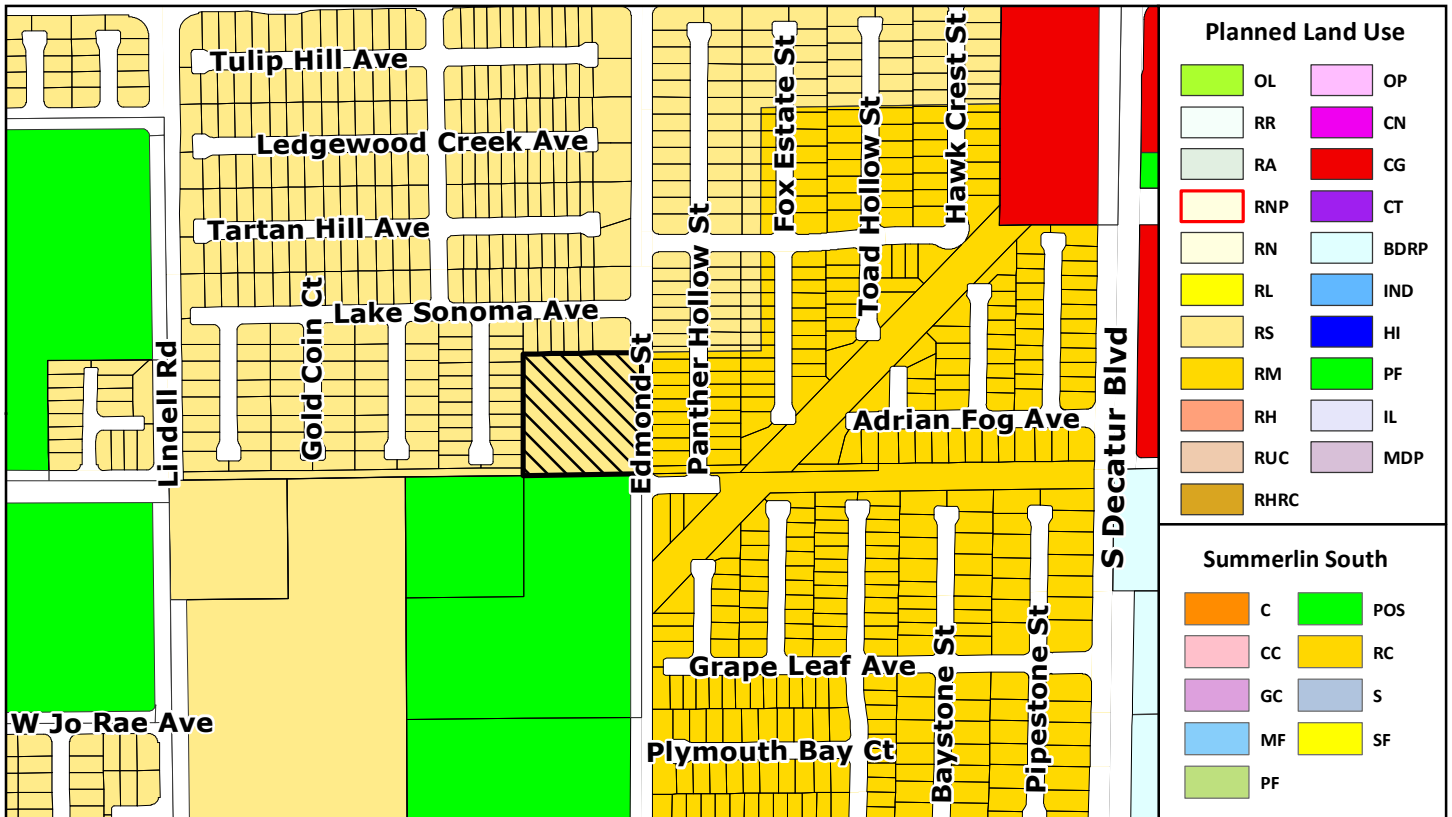 Tulip Hill Ave
Ledgewood Creek Ave
Tartan Hill Ave
Lake Sonoma Ave
Gold Coin Ct
Lindell Rd
Edmond St
Panther Hollow St
Fox Estate St
Toad Hollow St
Hawk Crest St
Adrian Fog Ave
S Decatur Blvd
Grape Leaf Ave
Baystone St
Pipestone St
W Jo Rae Ave
Plymouth Bay Ct
Planned Land Use
OL OP
RR CN
RA CG
RNP CT
RN BDRP
RL IND
RS HI
RM PF
RH IL
RUC MDP
RHRC
Summerlin South
C POS
CC RC
GC S
MF SF
PF